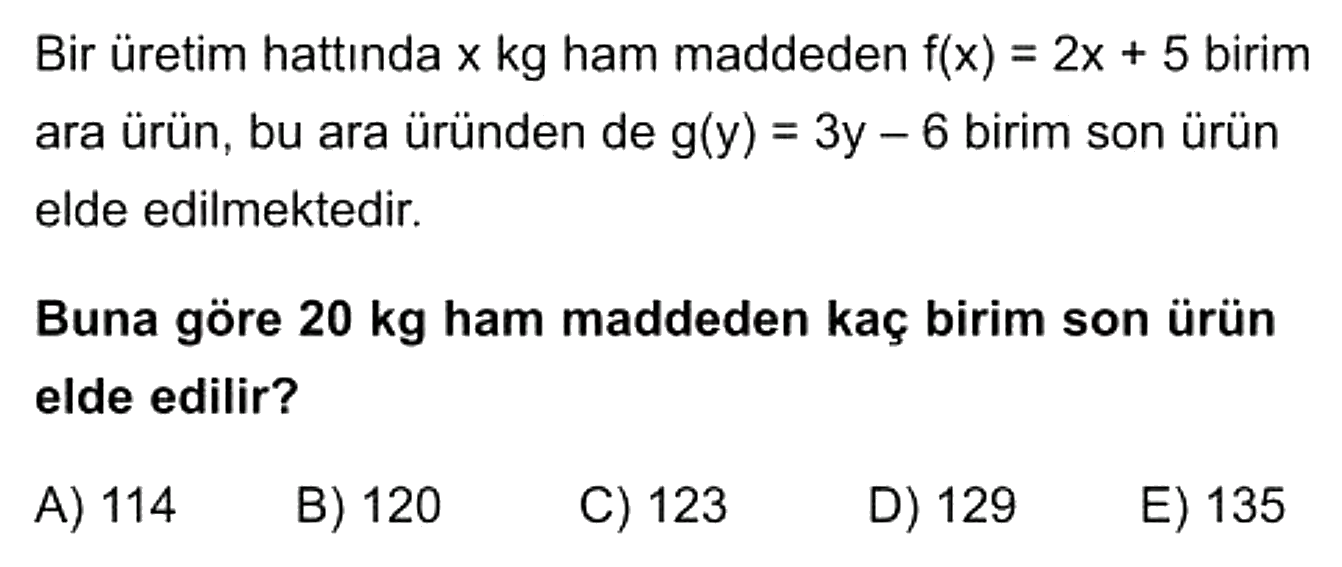 Bir üretim hattında x kg ham maddeden f(x) = 2x + 5 birim
ara ürün, bu ara üründen de g(y) = 3y – 6 birim son ürün
elde edilmektedir.
Buna göre 20 kg ham maddeden kaç birim son ürün
elde edilir?
A) 114 B) 120 C) 123 D) 129 E) 135